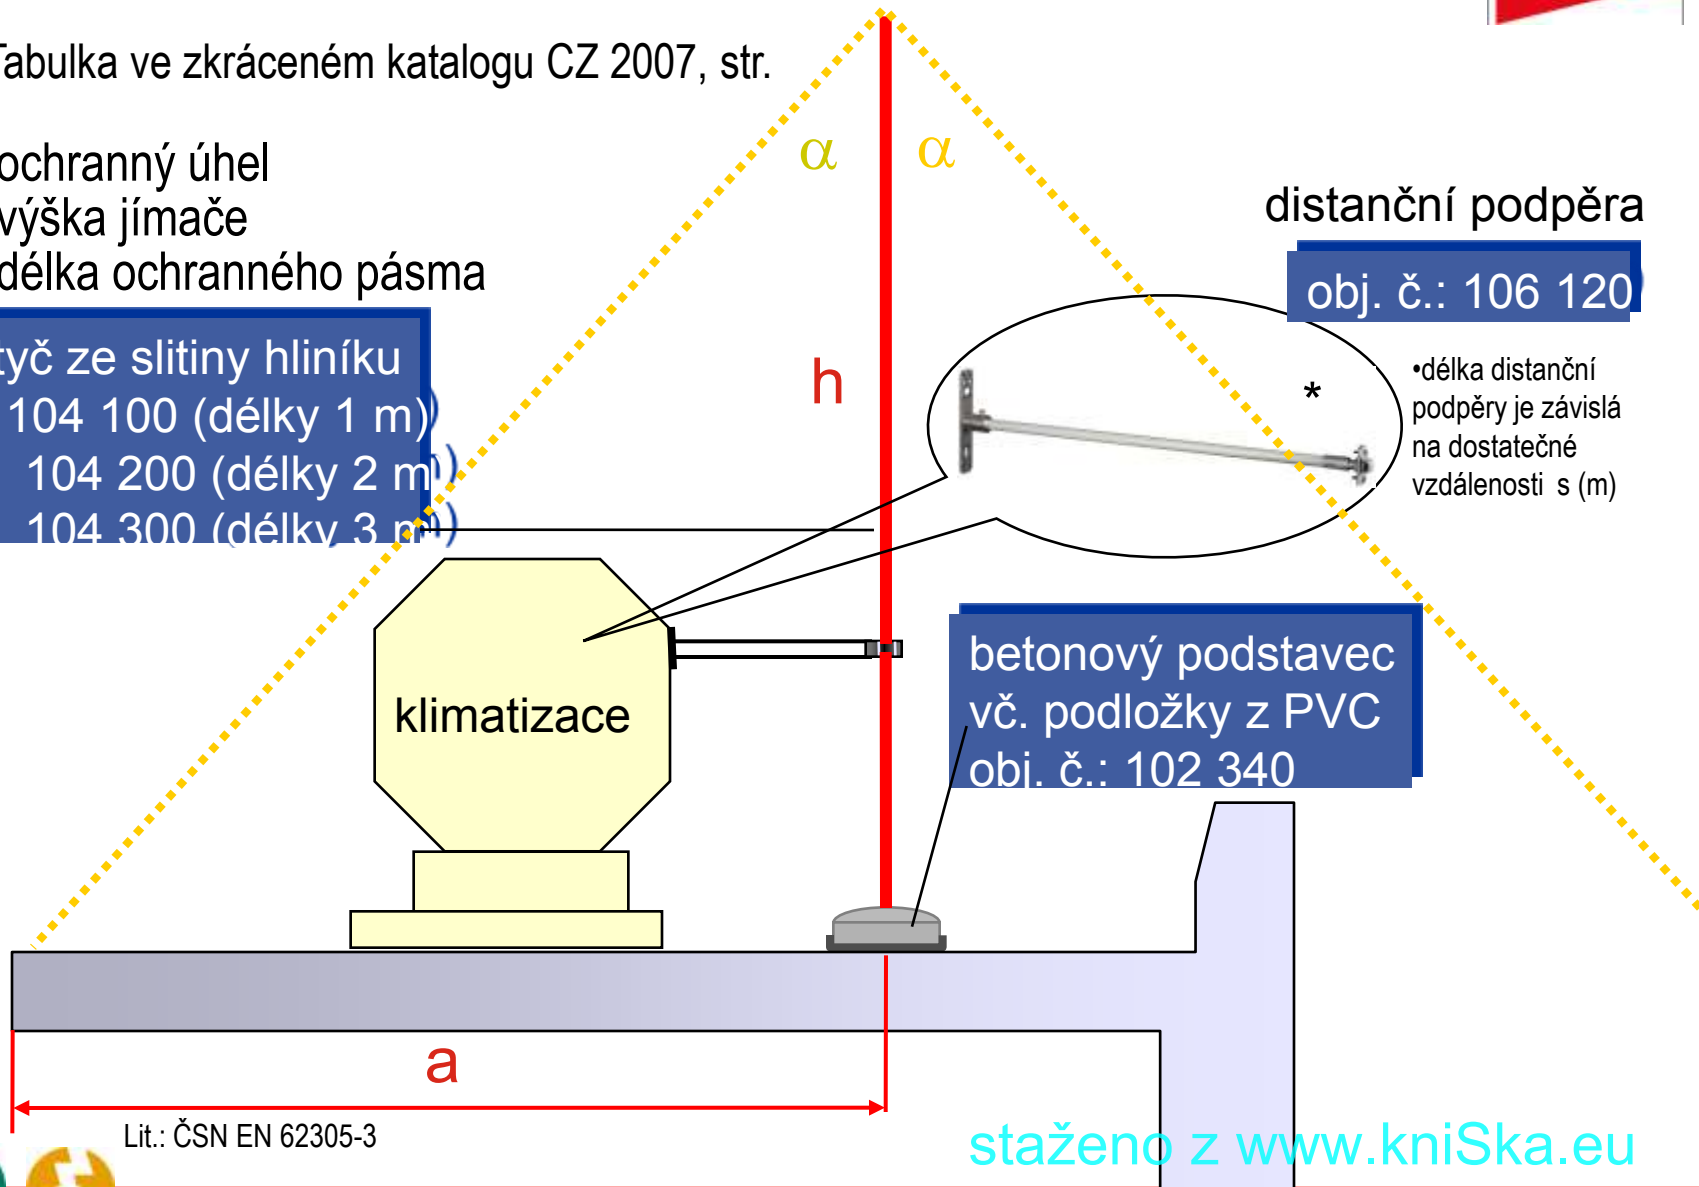 Tabulka ve zkráceném katalogu CZ 2007, str.
ochranný úhel
výška jímače
délka ochranného pásma
tyč ze slitiny hliníku
104 100 (délky 1 m)
104 200 (délky 2 m)
104 300 (délky 3 m)
α α
h
distanční podpěra
obj. č.: 106 120
*
•délka distanční
podpěry je závislá
na dostatečné
vzdálenosti s (m)
klimatizace
betonový podstavec
vč. podložky z PVC
obj. č.: 102 340
a
Lit.: ČSN EN 62305-3
staženo z www.kniSka.eu